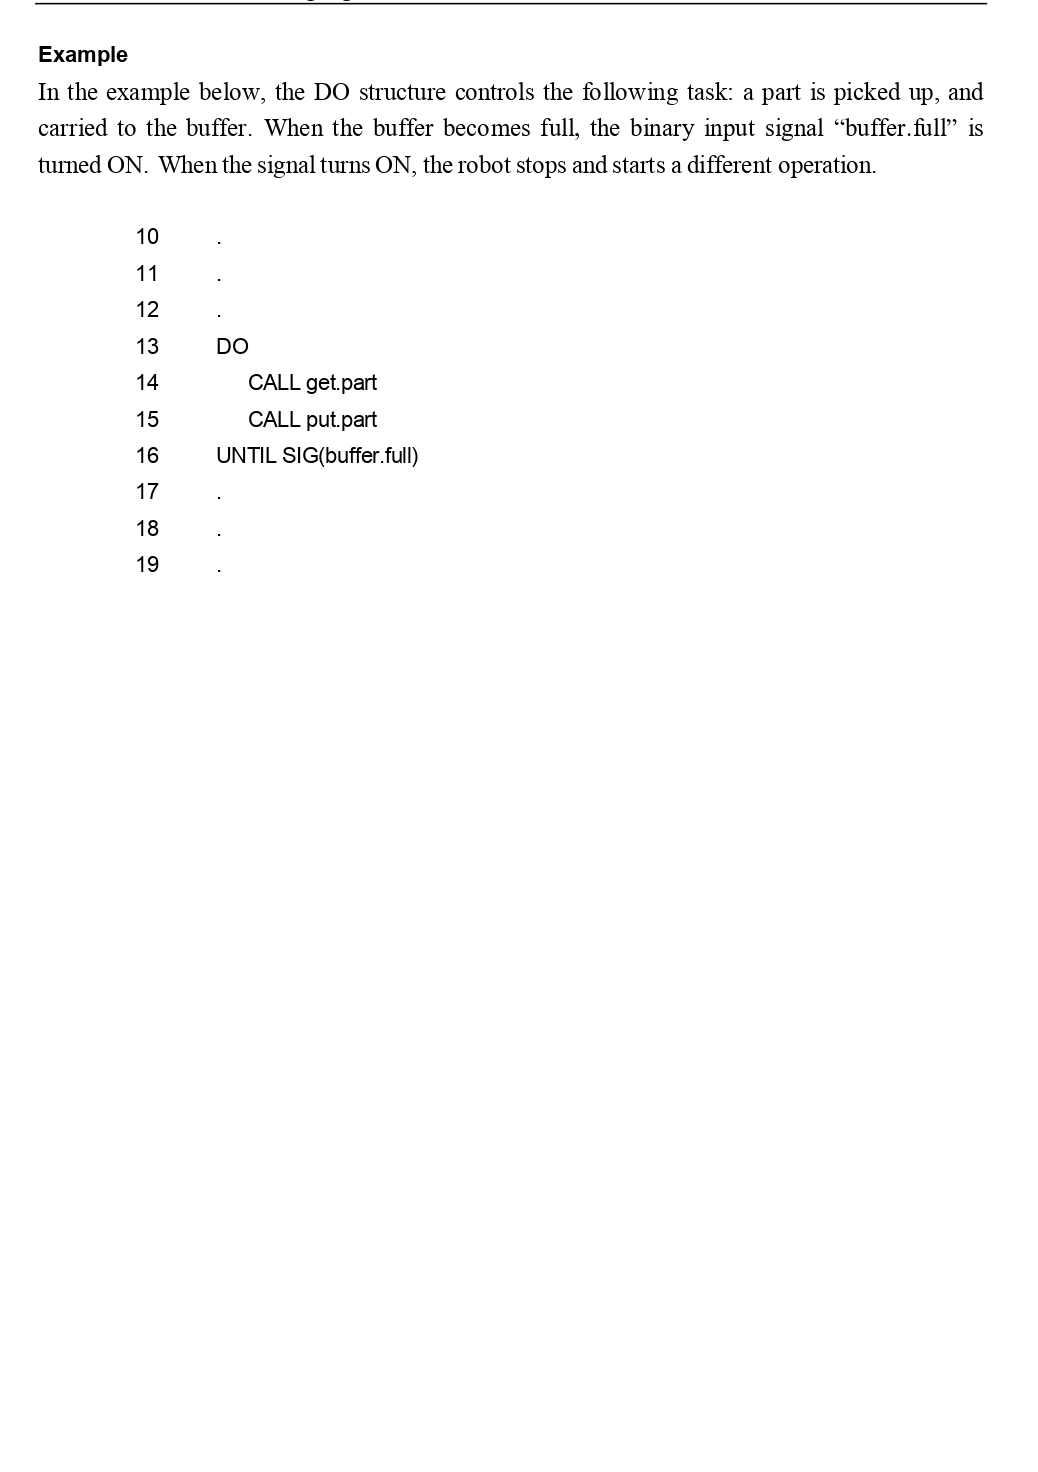 Example
In the example below, the DO structure controls the following task: a part is picked up, and
carried to the buffer. When the buffer becomes full, the binary input signal “buffer.full” is
turned ON. When the signal turns ON, the robot stops and starts a different operation.
10 .
11 .
12 .
13 DO
14 CALL get.part
15 CALL put.part
16 UNTIL SIG(buffer.full)
17 .
18 .
19 .